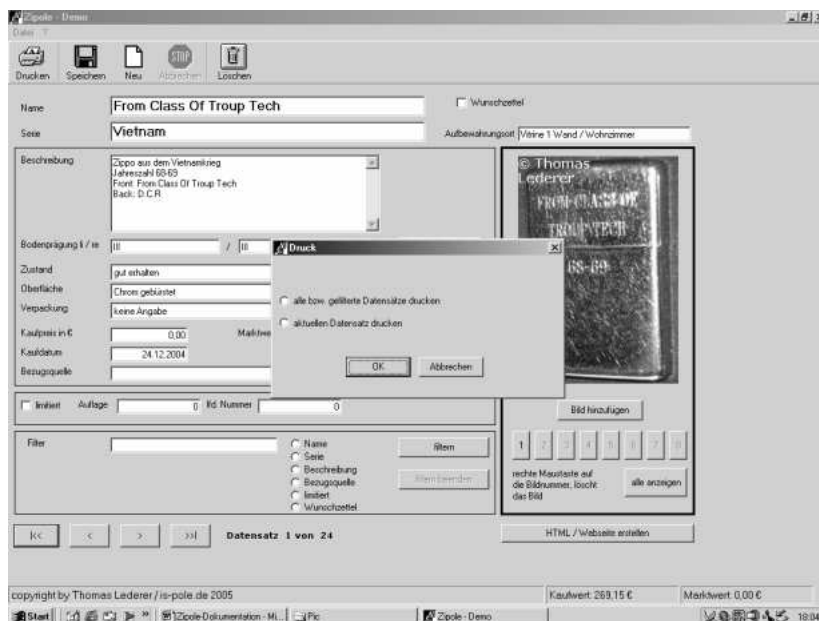 Zipole - Demo
Datei ?
Drucken Speichern Neu Abbrechen Löschen
STOP
Name From Class Of Troup Tech Wunschzettel
Serie Vietnam Aufbewahrungsort Vitrine 1 Wand / Wohnzimmer
Beschreibung Zippo aus dem Vietnamkrieg
Jahreszahl 68-69
Front: From Class Of Troup Tech
Back: D.C.R
© Thomas
Lederer
FROM CLASS OF
TROUP TECH
68-69
Bodenprägung li / re III / III
Zustand gut erhalten
Oberfläche Chrom gebürstet
Verpackung keine Angabe
Kaufpreis in € 0,00 Marktwe
Kaufdatum 24.12.2004
Bezugsquelle
Druck
alle bzw. gefilterte Datensätze drucken
aktuellen Datensatz drucken
OK Abbrechen
limitiert Auflage 0 lfd. Nummer 0
Bild hinzufügen
Filter Name filtern
Serie
Beschreibung
Bezugsquelle filtern beenden
limitiert
Wunschzettel
1 2 3 4 5 6 7 8
rechte Maustaste auf
die Bildnummer, löscht
das Bild
alle anzeigen
|<< < > >>| Datensatz 1 von 24 HTML / Webseite erstellen
copyright by Thomas Lederer / is-pole.de 2005 Kaufwert: 269,15 € Marktwert: 0,00 €
Start Zipole-Dokumentation - Mi... Pic Zipole - Demo 18:04